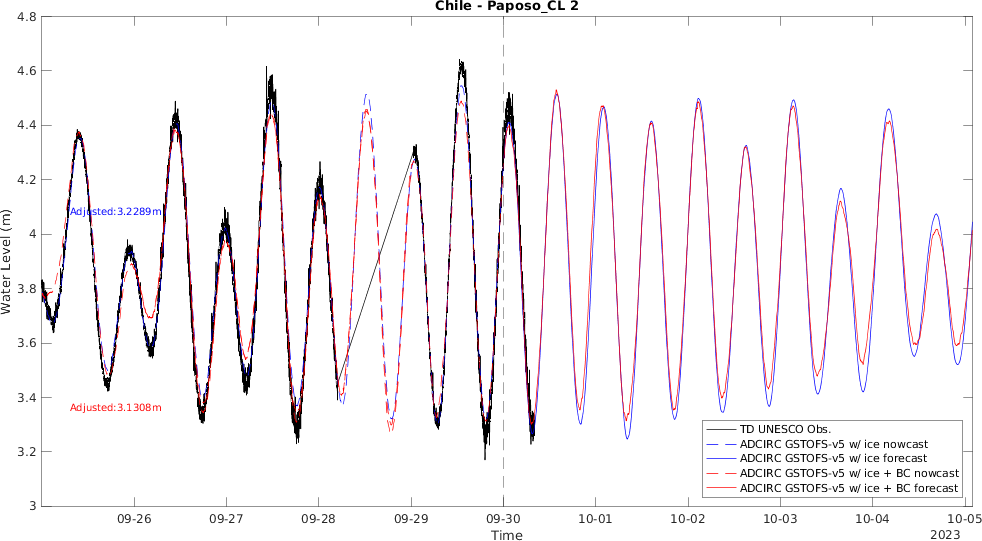 Chile - Paposo_CL 2
4.8
4.6
4.4
4.2
4
3.8
3.6
3.4
3.2
3
Water Level (m)
Adjusted:3.2289m
Adjusted:3.1308m
TD UNESCO Obs.
ADCIRC GSTOFS-v5 w/ ice nowcast
ADCIRC GSTOFS-v5 w/ ice forecast
ADCIRC GSTOFS-v5 w/ ice + BC nowcast
ADCIRC GSTOFS-v5 w/ ice + BC forecast
09-26 09-27 09-28 09-29 09-30 10-01 10-02 10-03 10-04 10-05
Time
2023